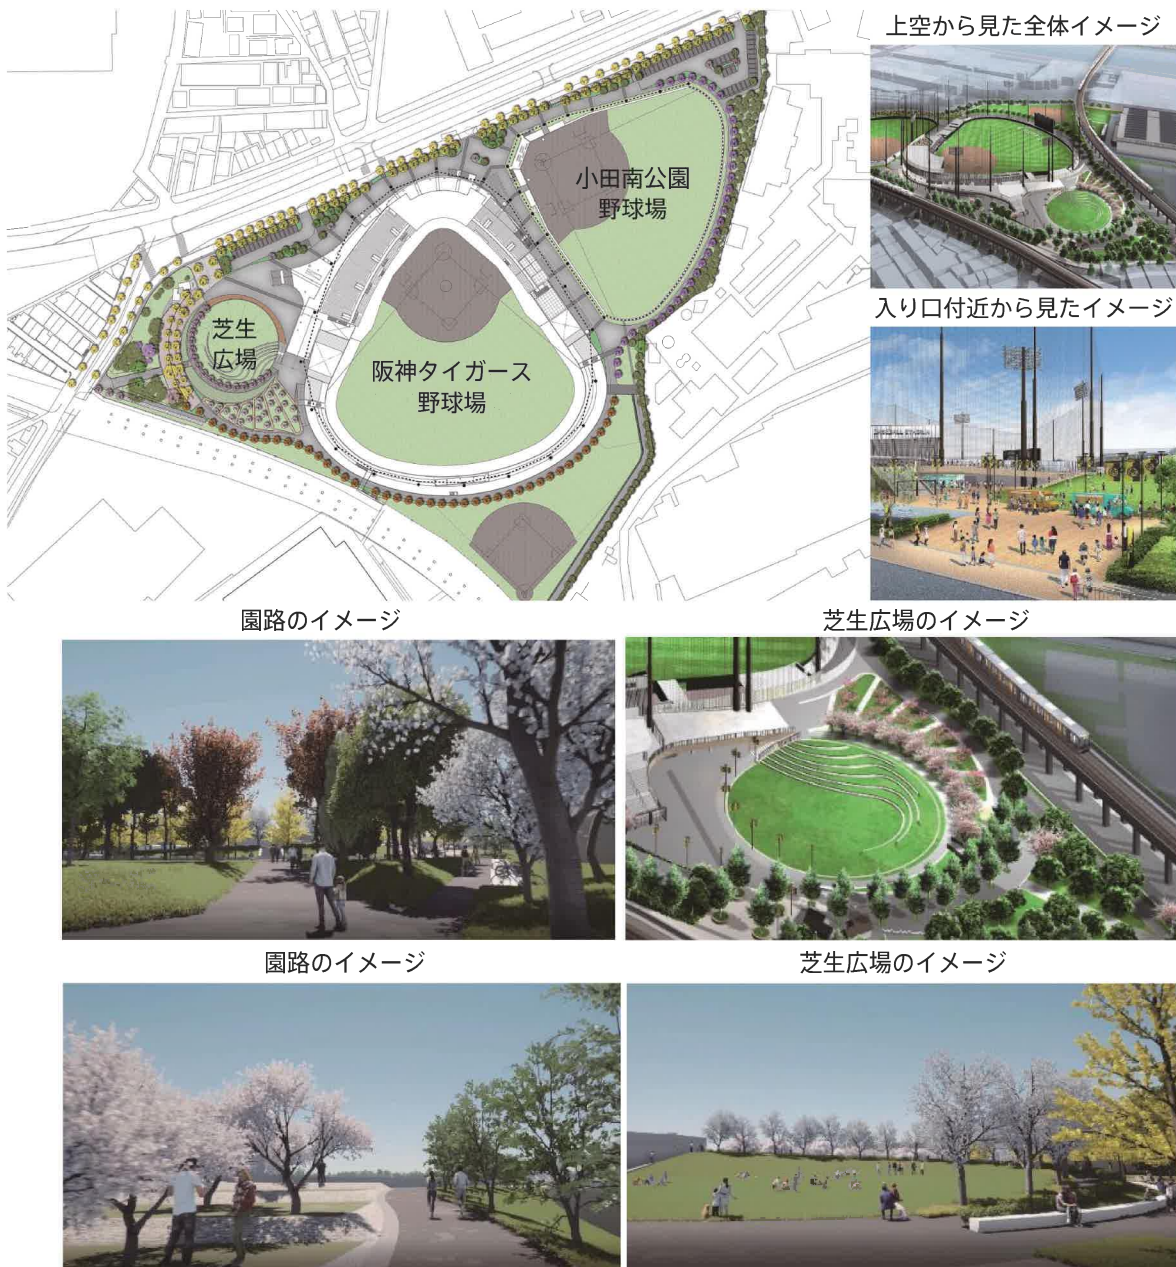 上空から見た全体イメージ
小田南公園
野球場
芝生
広場
阪神タイガース
野球場
入り口付近から見たイメージ
園路のイメージ
芝生広場のイメージ
園路のイメージ
芝生広場のイメージ